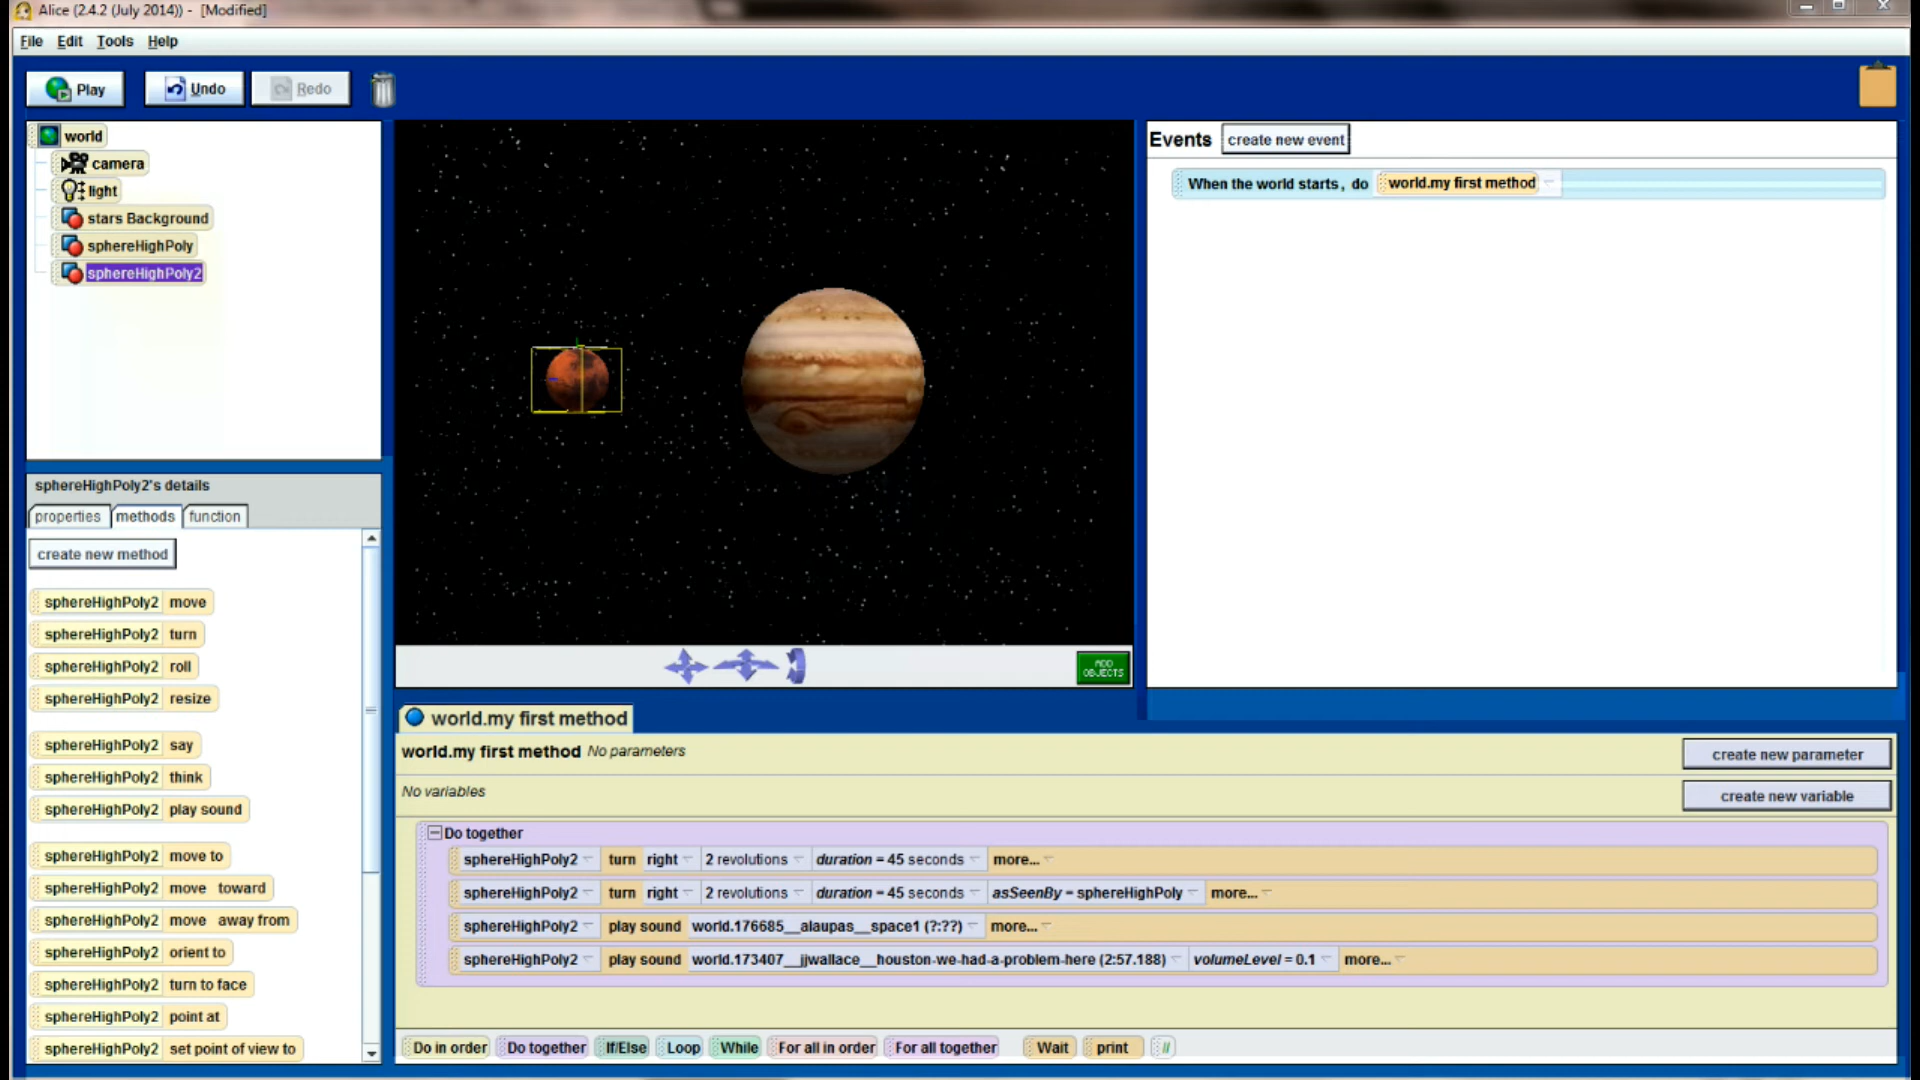 Alice (2.4.2 (July 2014)) - [Modified]
File Edit Tools Help
Play Undo Redo
world
camera
light
stars Background
sphereHighPoly
sphereHighPoly2
Events create new event
When the world starts, do world.my first method
ADD
OBJECTS
sphereHighPoly2's details
properties methods function
create new method
sphereHighPoly2 move
sphereHighPoly2 turn
sphereHighPoly2 roll
sphereHighPoly2 resize
sphereHighPoly2 say
sphereHighPoly2 think
sphereHighPoly2 play sound
sphereHighPoly2 move to
sphereHighPoly2 move toward
sphereHighPoly2 move away from
sphereHighPoly2 orient to
sphereHighPoly2 turn to face
sphereHighPoly2 point at
sphereHighPoly2 set point of view to
world.my first method
world.my first method No parameters
create new parameter
No variables
create new variable
Do together
sphereHighPoly2 turn right 2 revolutions duration = 45 seconds more...
sphereHighPoly2 turn right 2 revolutions duration = 45 seconds asSeenBy = sphereHighPoly more...
sphereHighPoly2 play sound world.176685__alaupas__space1 (?:??) more...
sphereHighPoly2 play sound world.173407__jjwallace__houston-we-had-a-problem-here (2:57.188) volumeLevel = 0.1 more...
Do in order Do together If/Else Loop While For all in order For all together Wait print //